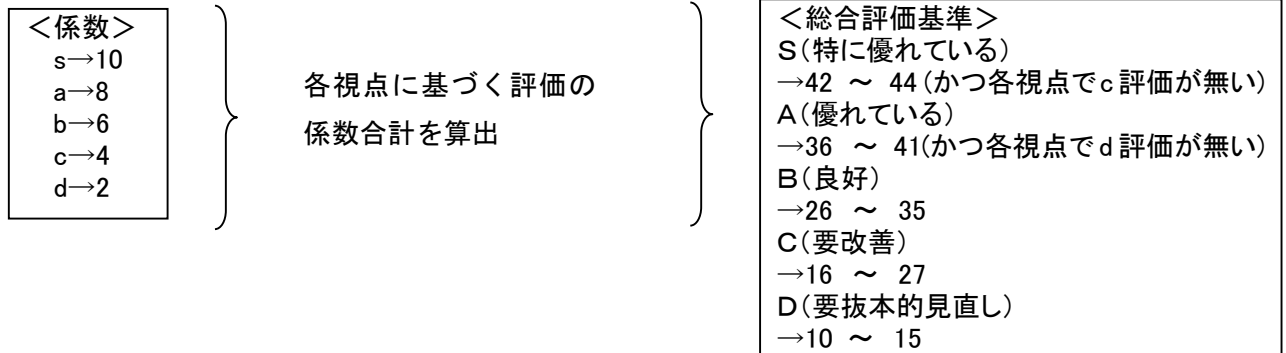 ＜係数＞
s→10
a→8
b→6
c→4
d→2
各視点に基づく評価の
係数合計を算出
＜総合評価基準＞
S（特に優れている）
→42 ～ 44（かつ各視点でc評価が無い）
A（優れている）
→36 ～ 41（かつ各視点でd評価が無い）
B（良好）
→26 ～ 35
C（要改善）
→16 ～ 27
D（要抜本的見直し）
→10 ～ 15